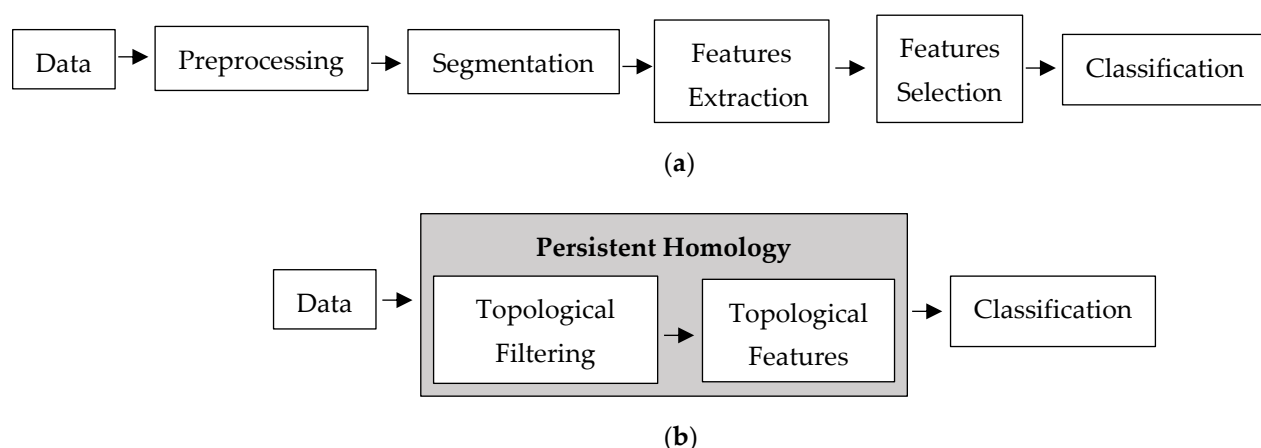 Data
Preprocessing
Segmentation
Features
Extraction
Features
Selection
Classification
(a)
Persistent Homology
Data
Topological
Filtering
Topological
Features
Classification
(b)